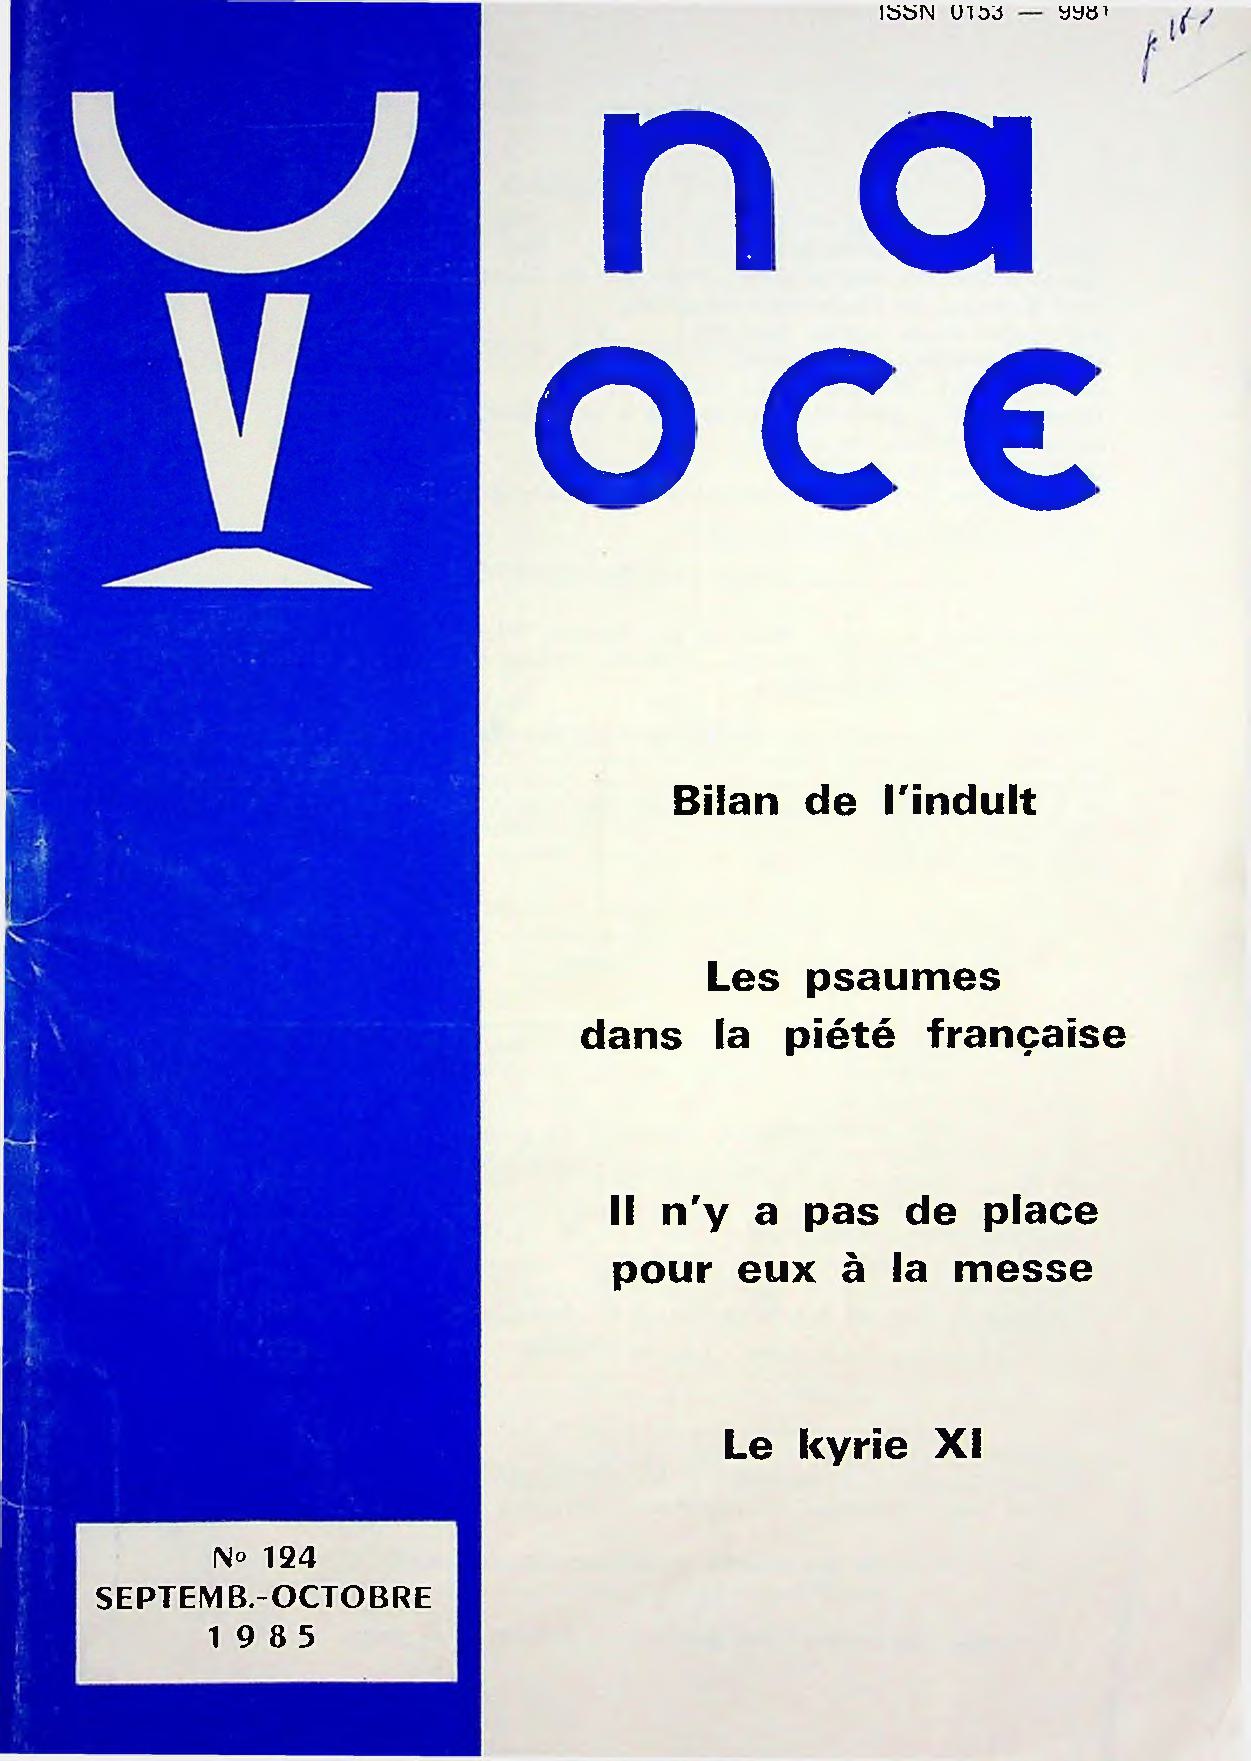 ISSN 0153 — 9981
Una
Voce
Bilan de l'indult
Les psaumes
dans la piété française
Il n'y a pas de place
pour eux à la messe
Le kyrie XI
No 124
SEPTEMB.-OCTOBRE
1985